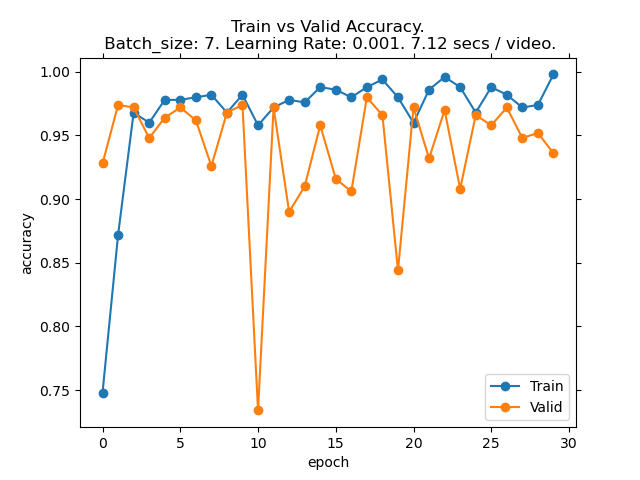 Train vs Valid Accuracy.
Batch_size: 7. Learning Rate: 0.001. 7.12 secs / video.
1.00
0.95
0.90
0.85
0.80
0.75
accuracy
0 5 10 15 20 25 30
epoch
Train
Valid